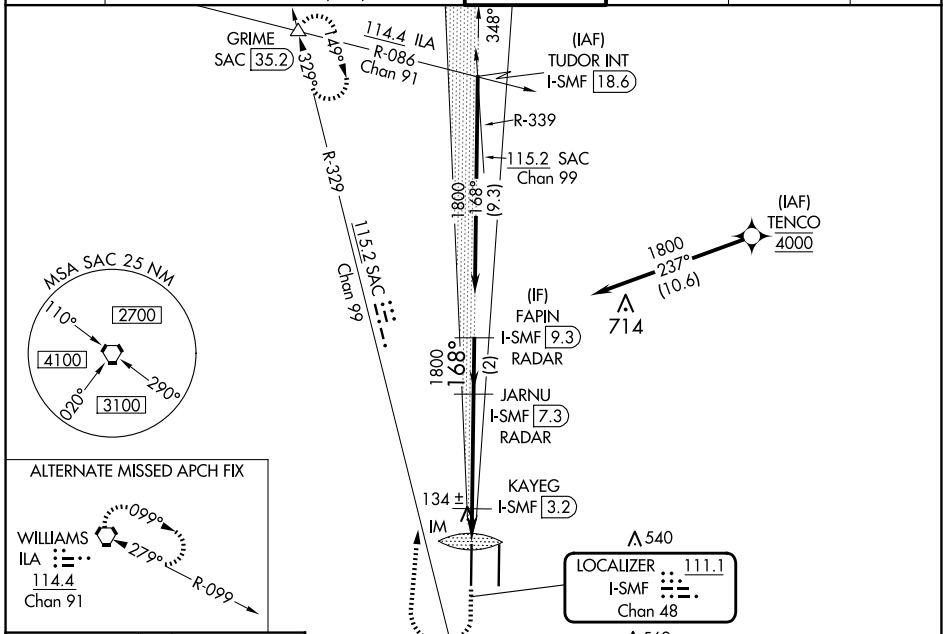 348°
GRIME
SAC 35.2
149°
329°
114.4 ILA
R-086
Chan 91
(IAF)
TUDOR INT
I-SMF 18.6
R-339
115.2 SAC
Chan 99
R-329
115.2 SAC
Chan 99
1800
168°
(9.3)
(IAF)
TENCO
4000
1800
237°
(10.6)
714
MSA SAC 25 NM
110°
2700
4100
020°
290°
3100
(IF)
FAPIN
I-SMF 9.3
RADAR
1800
168°
(2)
JARNU
I-SMF 7.3
RADAR
KAYEG
I-SMF 3.2
134 ±
IM
ALTERNATE MISSED APCH FIX
WILLIAMS
ILA
114.4
Chan 91
099°
279°
R-099
540
LOCALIZER 111.1
I-SMF
Chan 48